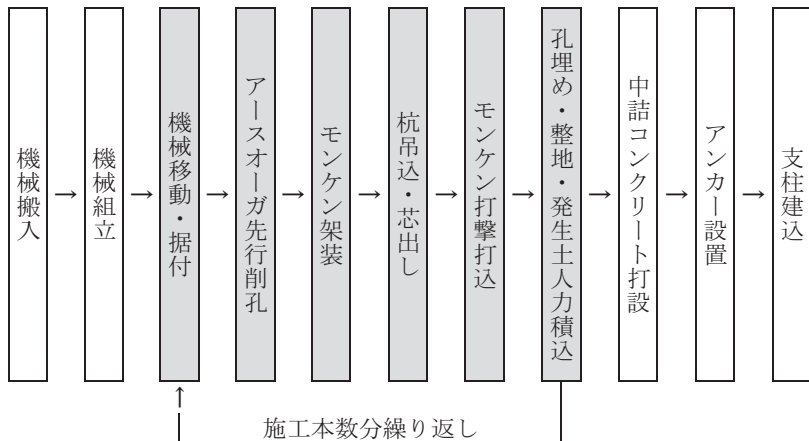 機械搬入
→
機械組立
→
機械移動・据付
→
アースオーガ先行削孔
→
モンケン架装
→
杭吊込・芯出し
→
モンケン打撃打込
→
孔埋め・整地・発生土人力積込
→
中詰コンクリート打設
→
アンカー設置
→
支柱建込
↑
施工本数分繰り返し